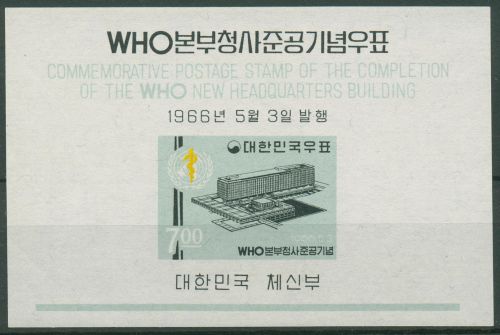 WHO본부청사준공기념우표
COMMEMORATIVE POSTAGE STAMP OF THE COMPLETION
OF THE WHO NEW HEADQUARTERS BUILDING
1966년 5월 3일 발행
대한민국우표
7.00
WHO본부청사준공기념
대한민국 체신부